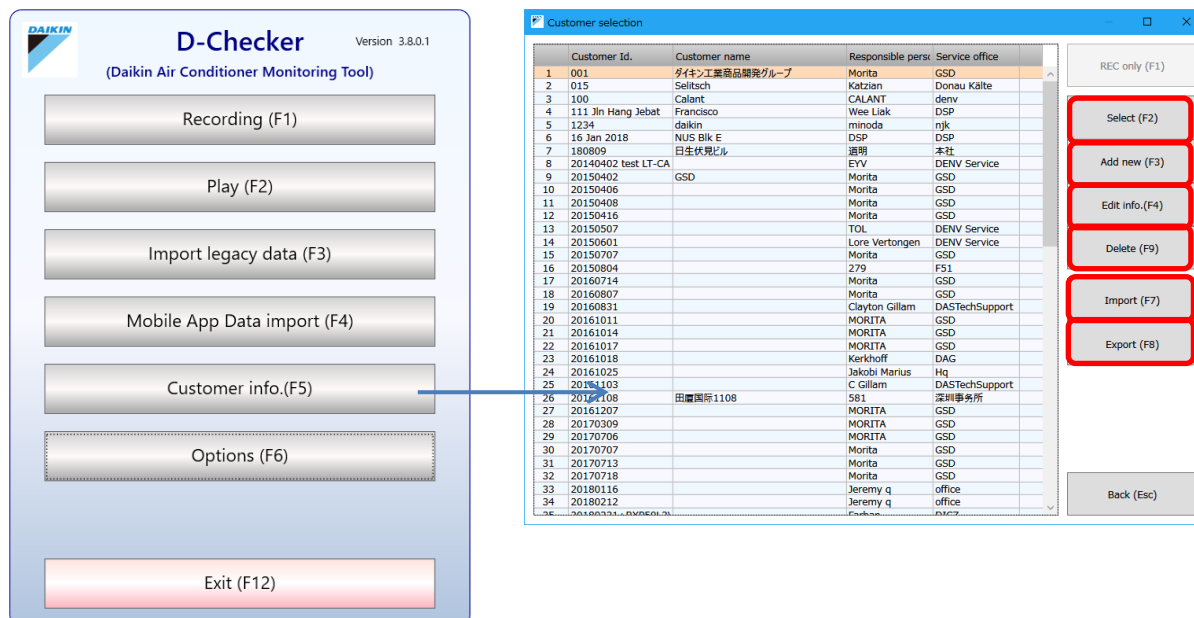 DAIKIN
D-Checker
Version 3.8.0.1
(Daikin Air Conditioner Monitoring Tool)
Recording (F1)
Play (F2)
Import legacy data (F3)
Mobile App Data import (F4)
Customer info.(F5)
Options (F6)
Exit (F12)
Customer selection
Customer Id. Customer name Responsible perso Service office
1 001 ダイキン工業商品開発グループ Morita GSD
2 015 Selitsch Katzian Donau Kälte
3 100 Calant CALANT denv
4 111 Jln Hang Jebat Francisco Wee Liak DSP
5 1234 daikin minoda njk
6 16 Jan 2018 NUS Blk E DSP DSP
7 180809 日生伏見ビル 道明 本社
8 20140402 test LT-CA EYV DENV Service
9 20150402 GSD Morita GSD
10 20150406 Morita GSD
11 20150408 Morita GSD
12 20150416 Morita GSD
13 20150507 TOL DENV Service
14 20150601 Lore Vertongen DENV Service
15 20150707 Morita GSD
16 20150804 279 F51
17 20160714 Morita GSD
18 20160807 Morita GSD
19 20160831 Clayton Gillam DASTechSupport
20 20161011 MORITA GSD
21 20161014 MORITA GSD
22 20161017 MORITA GSD
23 20161018 Kerkhoff DAG
24 20161025 Jakobi Marius Hq
25 20161103 C Gillam DASTechSupport
26 20161108 田厦国际1108 581 深圳事务所
27 20161207 MORITA GSD
28 20170309 MORITA GSD
29 20170706 MORITA GSD
30 20170707 Morita GSD
31 20170713 Morita GSD
32 20170718 Morita GSD
33 20180116 Jeremy q office
34 20180212 Jeremy q office
REC only (F1)
Select (F2)
Add new (F3)
Edit info.(F4)
Delete (F9)
Import (F7)
Export (F8)
Back (Esc)